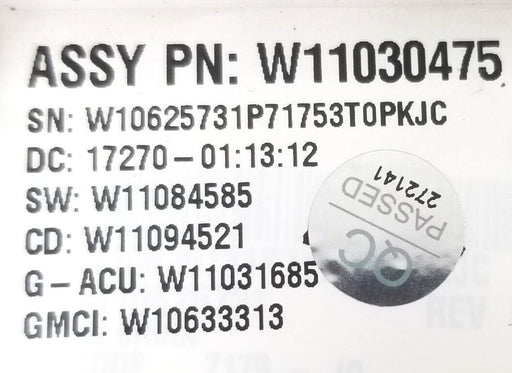 ASSY PN: W11030475
SN: W10625731P71753T0PKJC
DC: 17270-01:13:12
SW: W11084585
CD: W11094521
G-ACU: W11031685
GMCI: W10633313
QC
PASSED
272141
REV